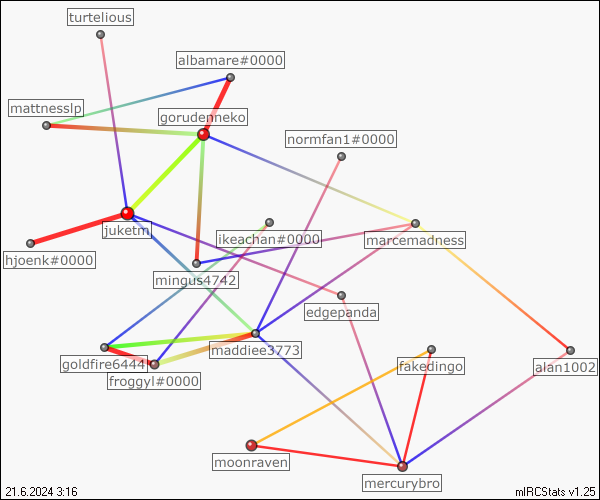 turtelious
albamare#0000
mattnesslp
gorudenneko
normfan1#0000
juketm
ikeachan#0000
marcemadness
hjoenk#0000
mingus4742
edgepanda
maddiee3773
goldfire6444
froggyl#0000
fakedingo
alan1002
moonraven
mercurybro
21.6.2024 3:16
mIRCStats v1.25